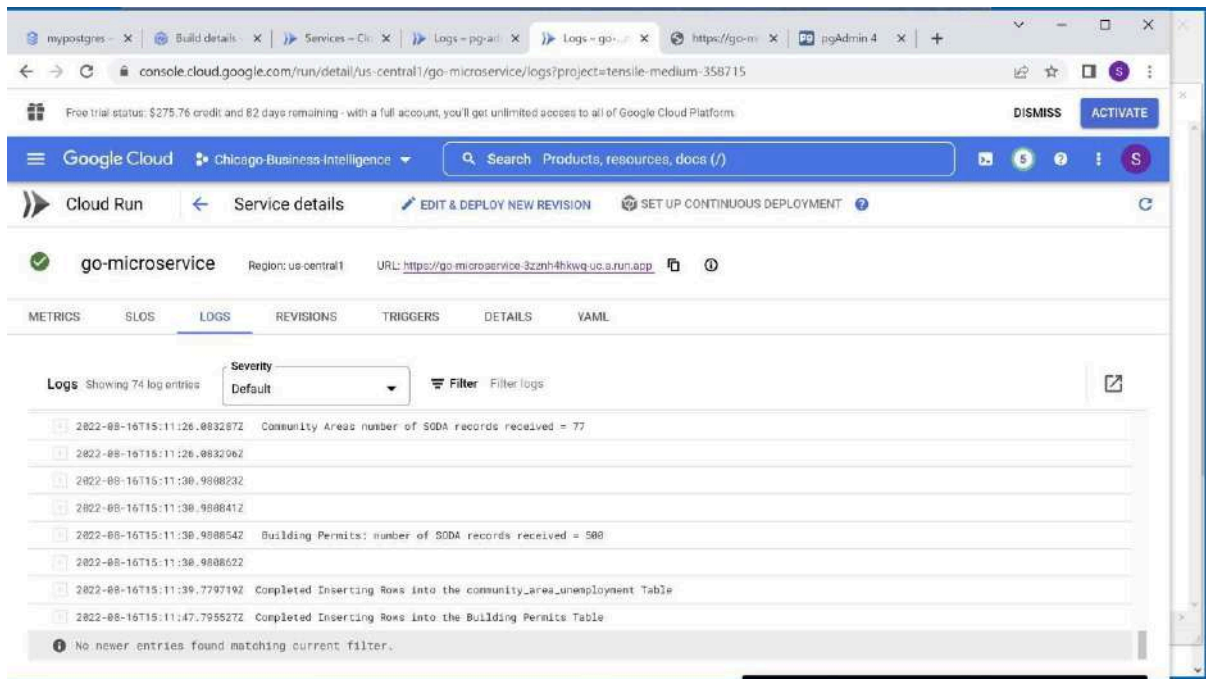 mypostgres - Build details Services - Clo Logs - pg-ad Logs - go- https://go-m pgAdmin 4
console.cloud.google.com/run/detail/us-central1/go-microservice/logs?project=tensile-medium-358715 S
Free trial status: $275.76 credit and 82 days remaining - with a full account, you'll get unlimited access to all of Google Cloud Platform. DISMISS ACTIVATE
Google Cloud Chicago-Business-Intelligence Search Products, resources, docs (/) 5 S
Cloud Run Service details EDIT & DEPLOY NEW REVISION SET UP CONTINUOUS DEPLOYMENT
go-microservice Region: us-central1 URL: https://go-microservice-3zznh4hkwq-uc.a.run.app
METRICS SLOS LOGS REVISIONS TRIGGERS DETAILS YAML
Severity
Logs Showing 74 log entries Default Filter Filter logs
2022-08-16T15:11:26.083287Z Community Areas number of SODA records received = 77
2022-08-16T15:11:26.083296Z
2022-08-16T15:11:30.980823Z
2022-08-16T15:11:30.980841Z
2022-08-16T15:11:30.980854Z Building Permits: number of SODA records received = 500
2022-08-16T15:11:30.980862Z
2022-08-16T15:11:39.779719Z Completed Inserting Rows into the community_area_unemployment Table
2022-08-16T15:11:47.795527Z Completed Inserting Rows into the Building Permits Table
No newer entries found matching current filter.